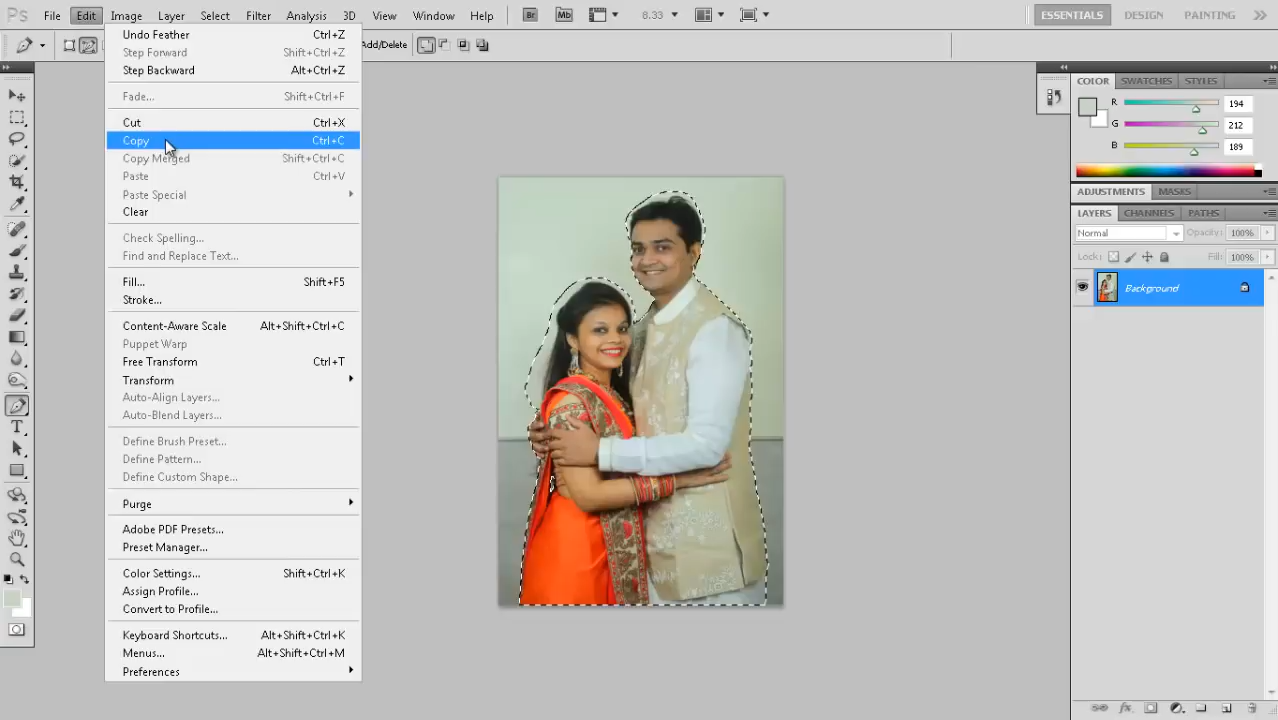 Ps File Edit Image Layer Select Filter Analysis 3D View Window Help Br Mb 8.33 ESSENTIALS DESIGN PAINTING
Add/Delete
Undo Feather Ctrl+Z
Step Forward Shift+Ctrl+Z
Step Backward Alt+Ctrl+Z
Fade... Shift+Ctrl+F
Cut Ctrl+X
Copy Ctrl+C
Copy Merged Shift+Ctrl+C
Paste Ctrl+V
Paste Special
Clear
Check Spelling...
Find and Replace Text...
Fill... Shift+F5
Stroke...
Content-Aware Scale Alt+Shift+Ctrl+C
Puppet Warp
Free Transform Ctrl+T
Transform
Auto-Align Layers...
Auto-Blend Layers...
Define Brush Preset...
Define Pattern...
Define Custom Shape...
Purge
Adobe PDF Presets...
Preset Manager...
Color Settings... Shift+Ctrl+K
Assign Profile...
Convert to Profile...
Keyboard Shortcuts... Alt+Shift+Ctrl+K
Menus... Alt+Shift+Ctrl+M
Preferences
COLOR SWATCHES STYLES
R 194
G 212
B 189
ADJUSTMENTS MASKS
LAYERS CHANNELS PATHS
Normal Opacity: 100%
Lock: Fill: 100%
Background